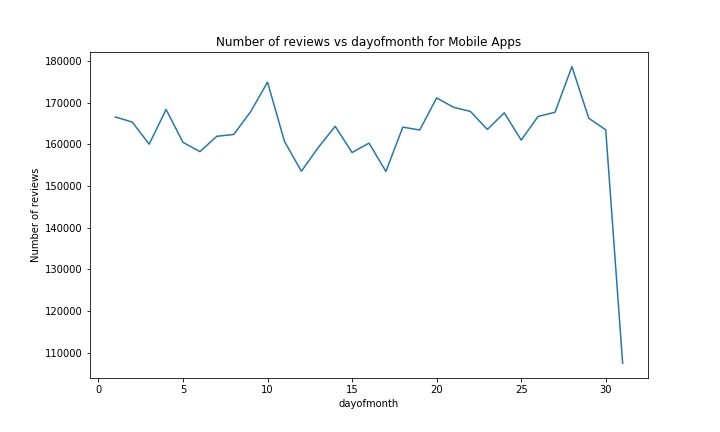 Number of reviews vs dayofmonth for Mobile Apps
180000
170000
160000
150000
140000
130000
120000
110000
Number of reviews
0 5 10 15 20 25 30
dayofmonth